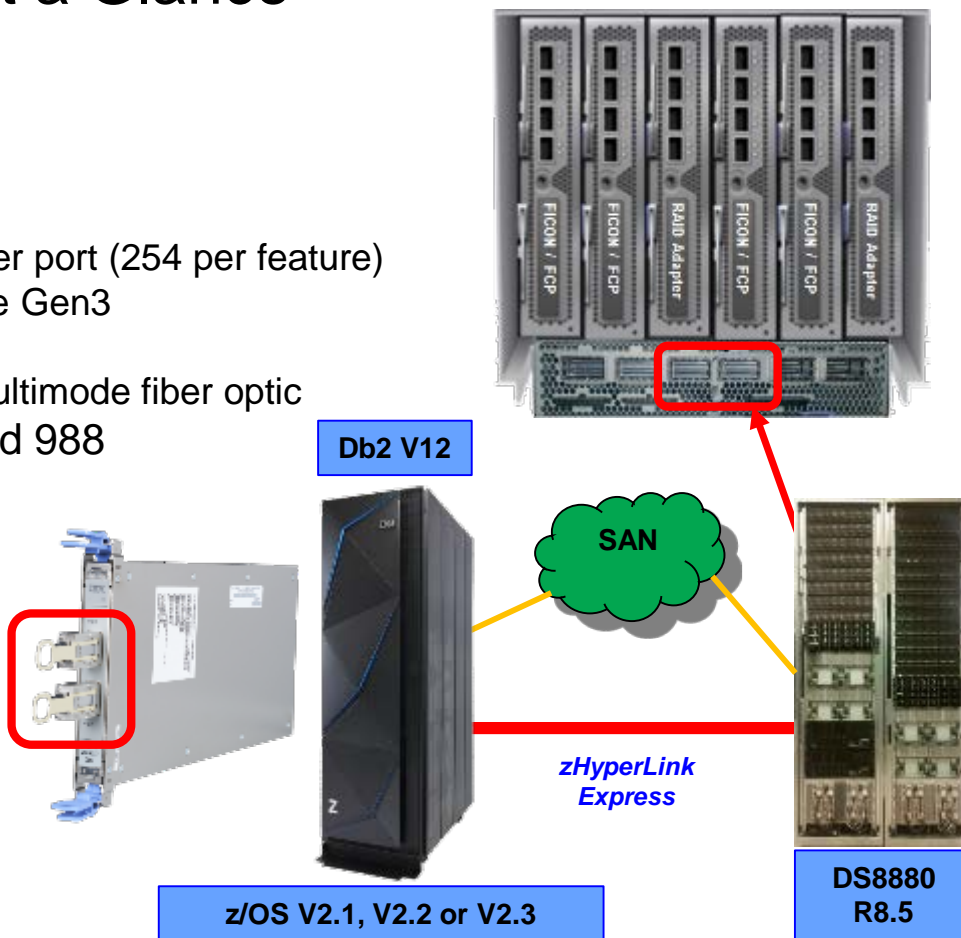 t a Glance
er port (254 per feature)
e Gen3
ultimode fiber optic
d 988
FICON / FCP
FICON / FCP
RAID Adapter
FICON / FCP
FICON / FCP
RAID Adapter
Db2 V12
SAN
IBM
z
zHyperLink
Express
z/OS V2.1, V2.2 or V2.3
DS8880
R8.5